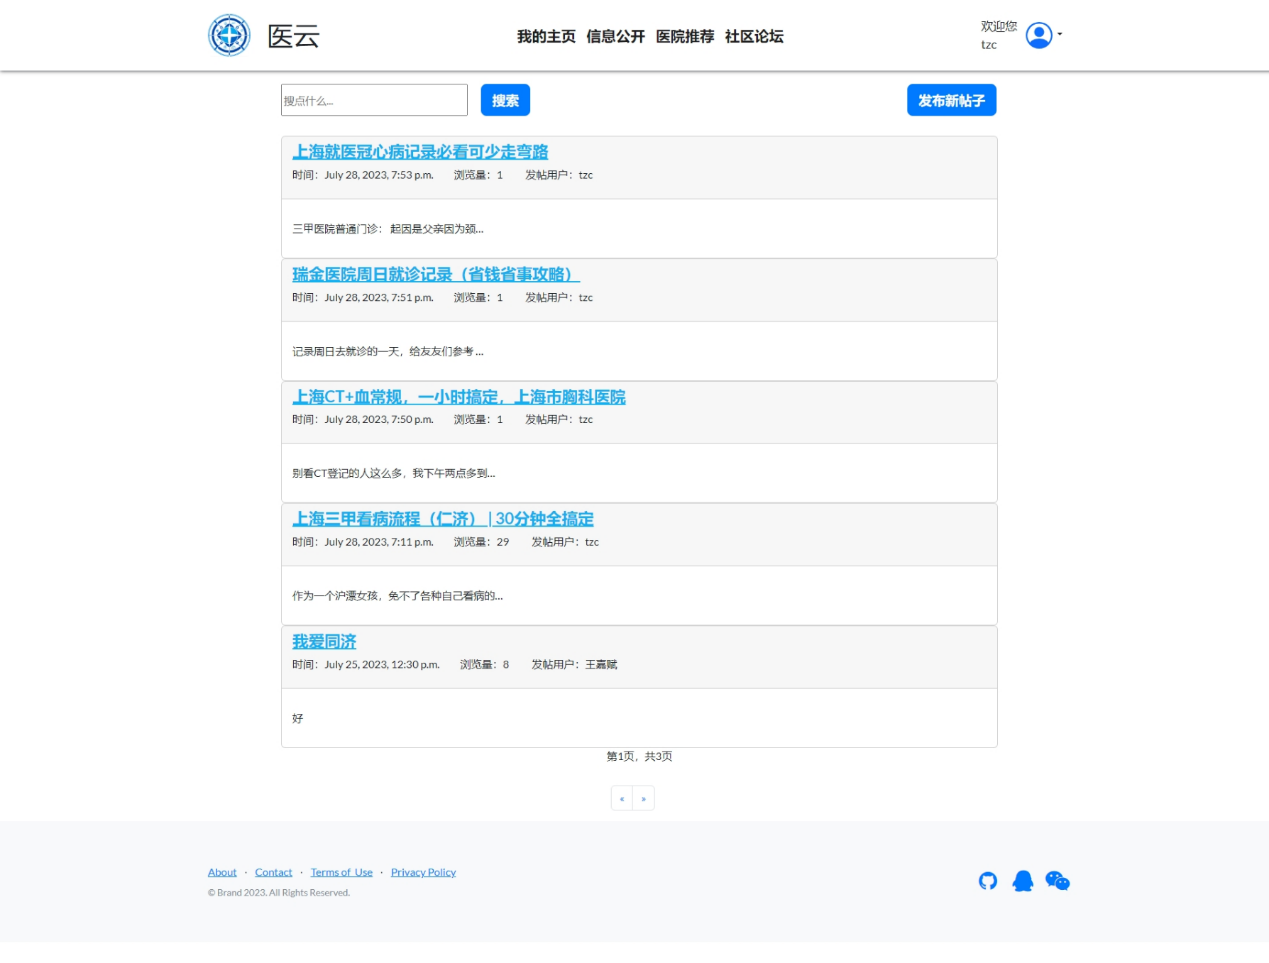 医云
我的主页 信息公开 医院推荐 社区论坛
欢迎您
tzc
搜点什么...
搜索
发布新帖子
上海就医冠心病记录必看可少走弯路
时间：July 28, 2023, 7:53 p.m. 浏览量：1 发帖用户：tzc
三甲医院普通门诊： 起因是父亲因为颈...
瑞金医院周日就诊记录（省钱省事攻略）
时间：July 28, 2023, 7:51 p.m. 浏览量：1 发帖用户：tzc
记录周日去就诊的一天，给友友们参考 ...
上海CT+血常规，一小时搞定，上海市胸科医院
时间：July 28, 2023, 7:50 p.m. 浏览量：1 发帖用户：tzc
别看CT登记的人这么多，我下午两点多到...
上海三甲看病流程（仁济） | 30分钟全搞定
时间：July 28, 2023, 7:11 p.m. 浏览量：29 发帖用户：tzc
作为一个沪漂女孩，免不了各种自己看病的...
我爱同济
时间：July 25, 2023, 12:30 p.m. 浏览量：8 发帖用户：王嘉赋
好
第1页，共3页
« »
About · Contact · Terms of Use · Privacy Policy
© Brand 2023. All Rights Reserved.